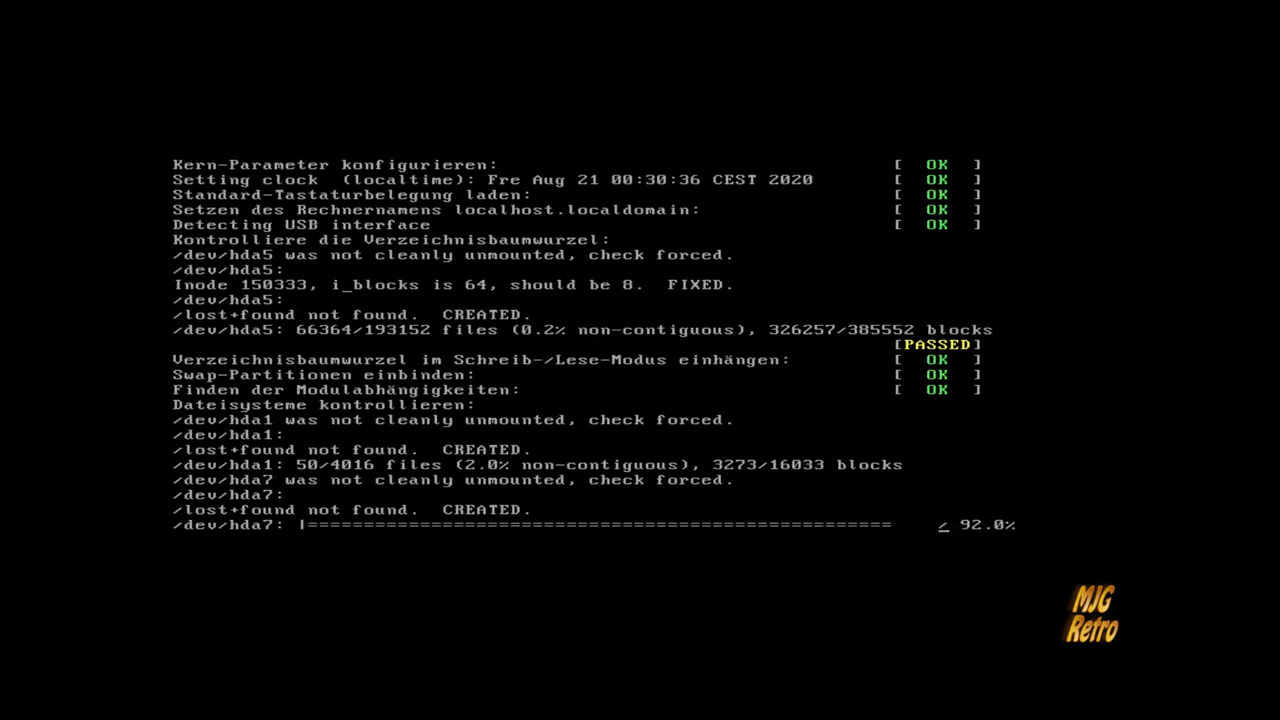 Kern-Parameter konfigurieren: [ OK ]
Setting clock (localtime): Fre Aug 21 00:30:36 CEST 2020 [ OK ]
Standard-Tastaturbelegung laden: [ OK ]
Setzen des Rechnernamens localhost.localdomain: [ OK ]
Detecting USB interface [ OK ]
Kontrolliere die Verzeichnisbaumwurzel:
/dev/hda5 was not cleanly unmounted, check forced.
/dev/hda5:
Inode 150333, i_blocks is 64, should be 8. FIXED.
/dev/hda5:
/lost+found not found. CREATED.
/dev/hda5: 66364/193152 files (0.2% non-contiguous), 326257/385552 blocks
[PASSED]
Verzeichnisbaumwurzel im Schreib-/Lese-Modus einhängen: [ OK ]
Swap-Partitionen einbinden: [ OK ]
Finden der Modulabhängigkeiten: [ OK ]
Dateisysteme kontrollieren:
/dev/hda1 was not cleanly unmounted, check forced.
/dev/hda1:
/lost+found not found. CREATED.
/dev/hda1: 50/4016 files (2.0% non-contiguous), 3273/16033 blocks
/dev/hda7 was not cleanly unmounted, check forced.
/dev/hda7:
/lost+found not found. CREATED.
/dev/hda7: |============================================================== / 92.0%
MJG
Retro